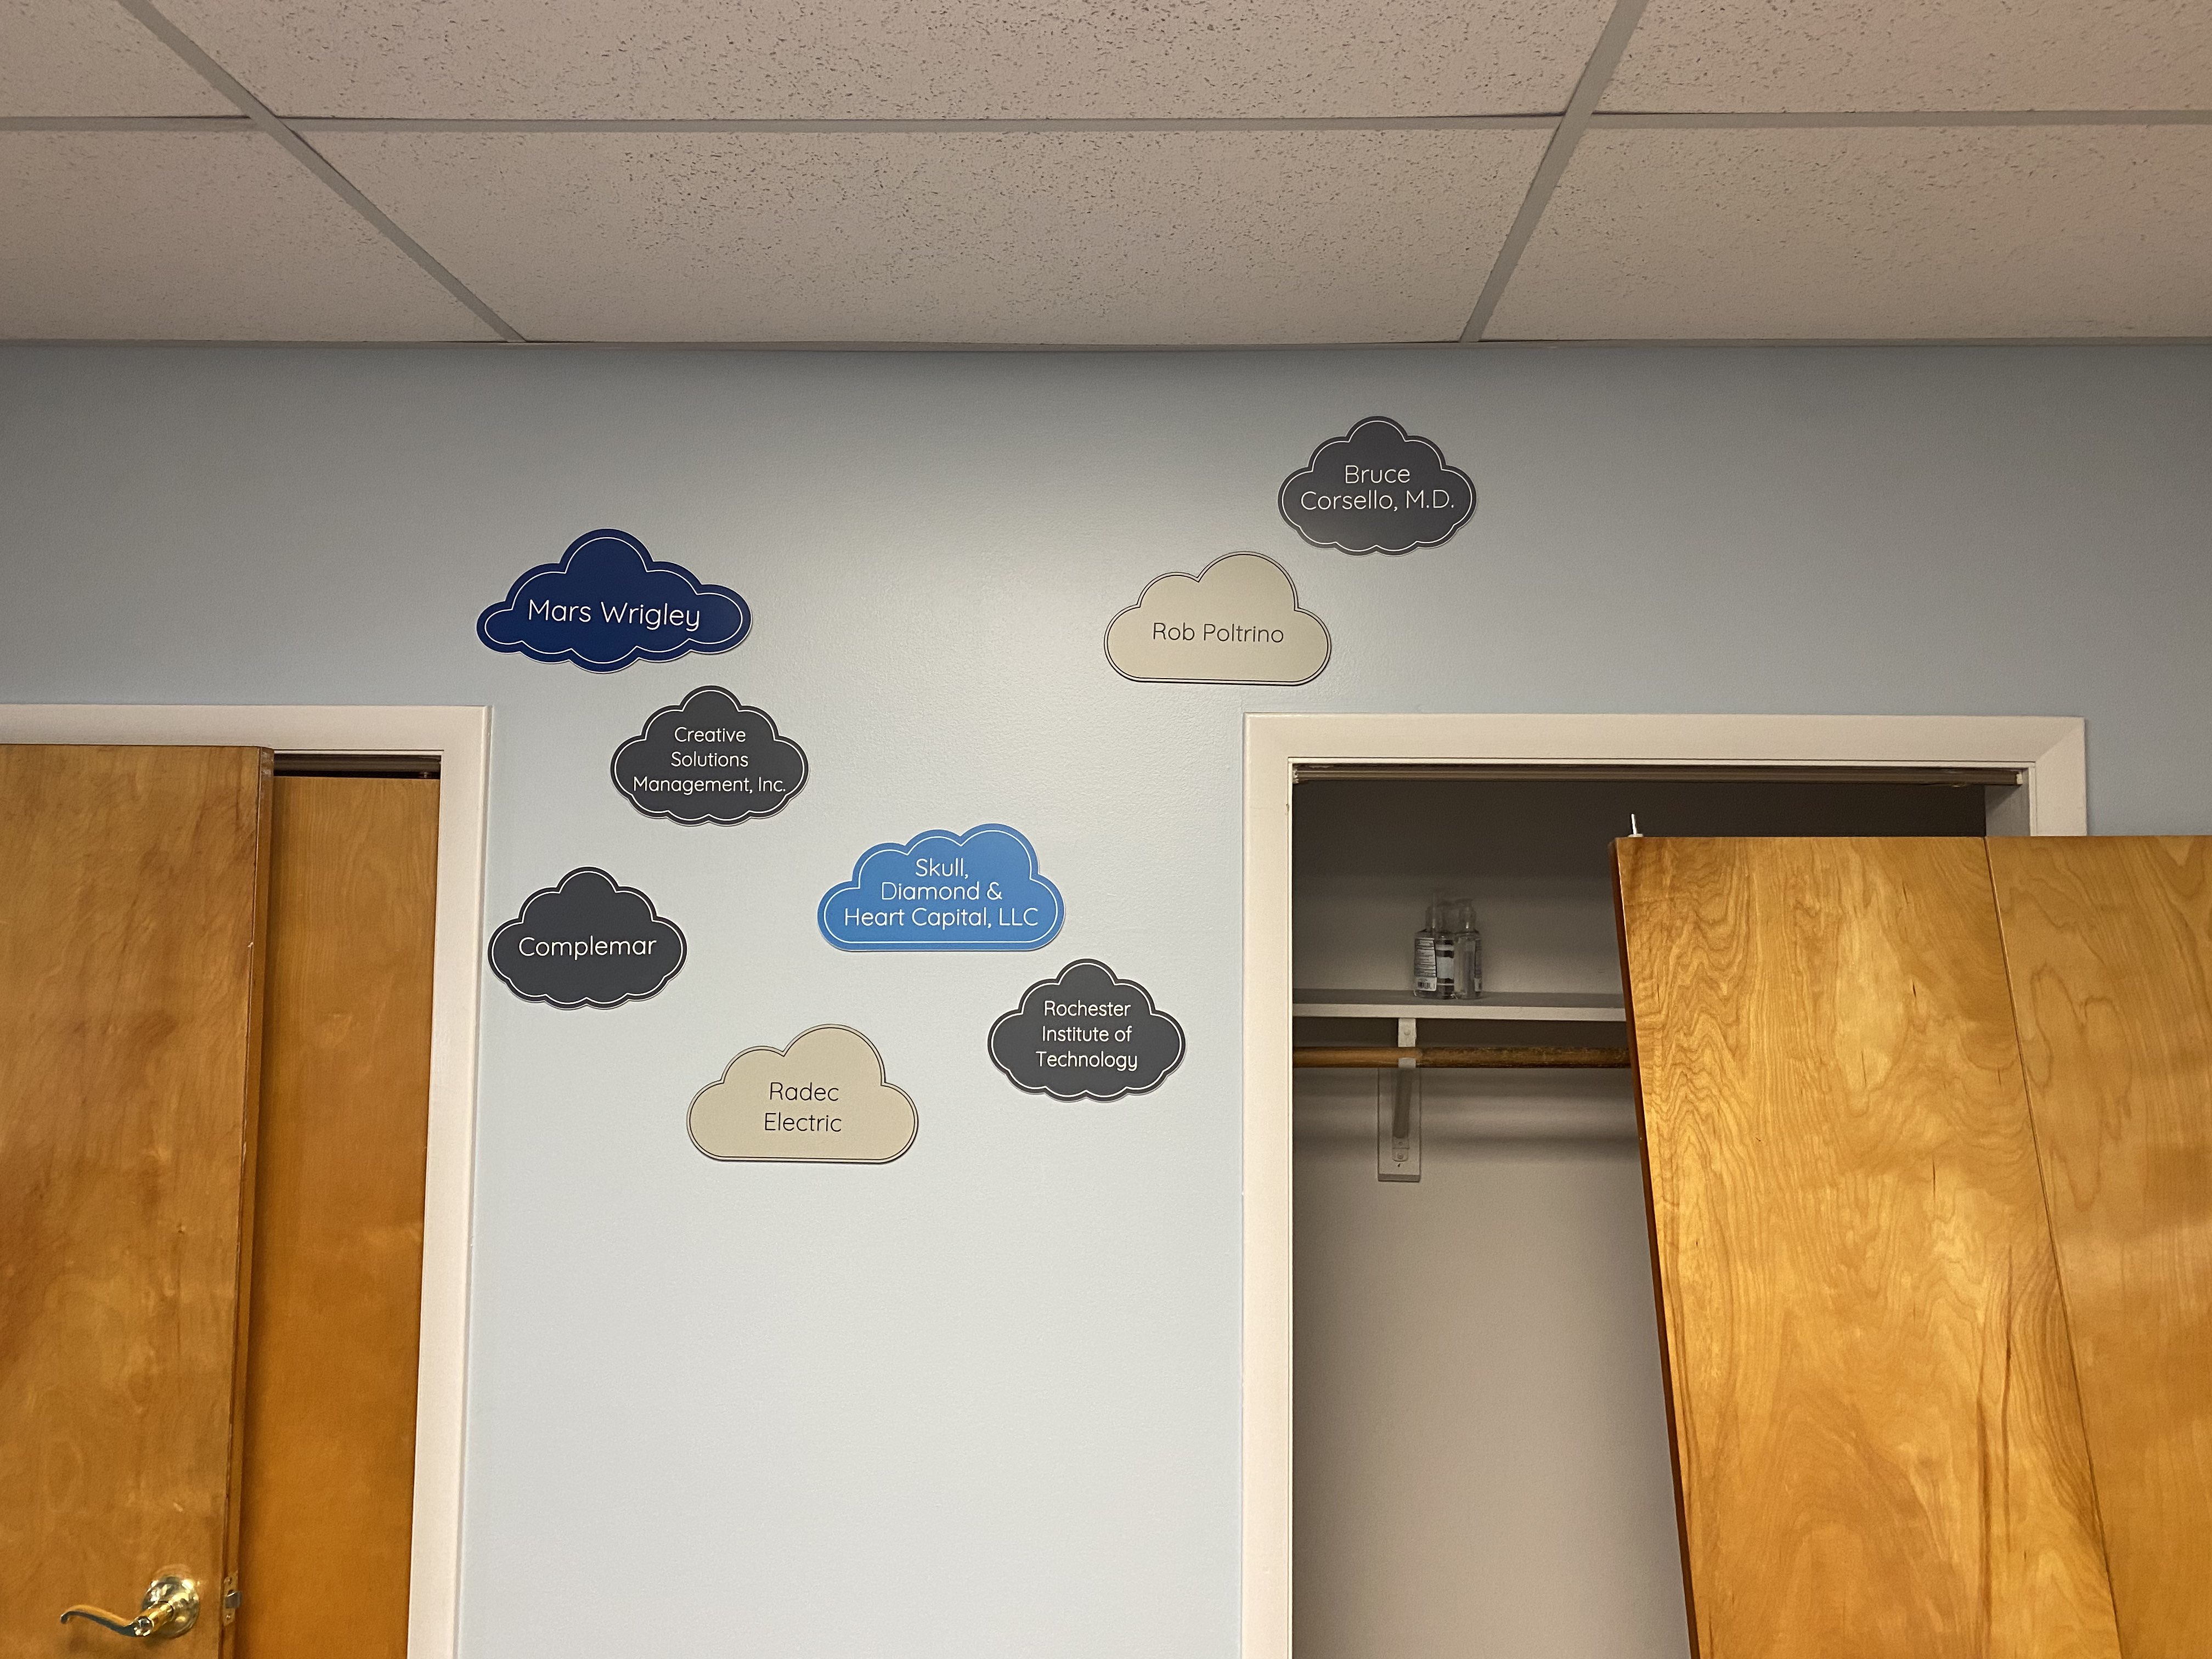 Bruce
Corsello, M.D.
Mars Wrigley
Rob Poltrino
Creative
Solutions
Management, Inc.
Skull,
Diamond &
Heart Capital, LLC
Complemar
Rochester
Institute of
Technology
Radec
Electric